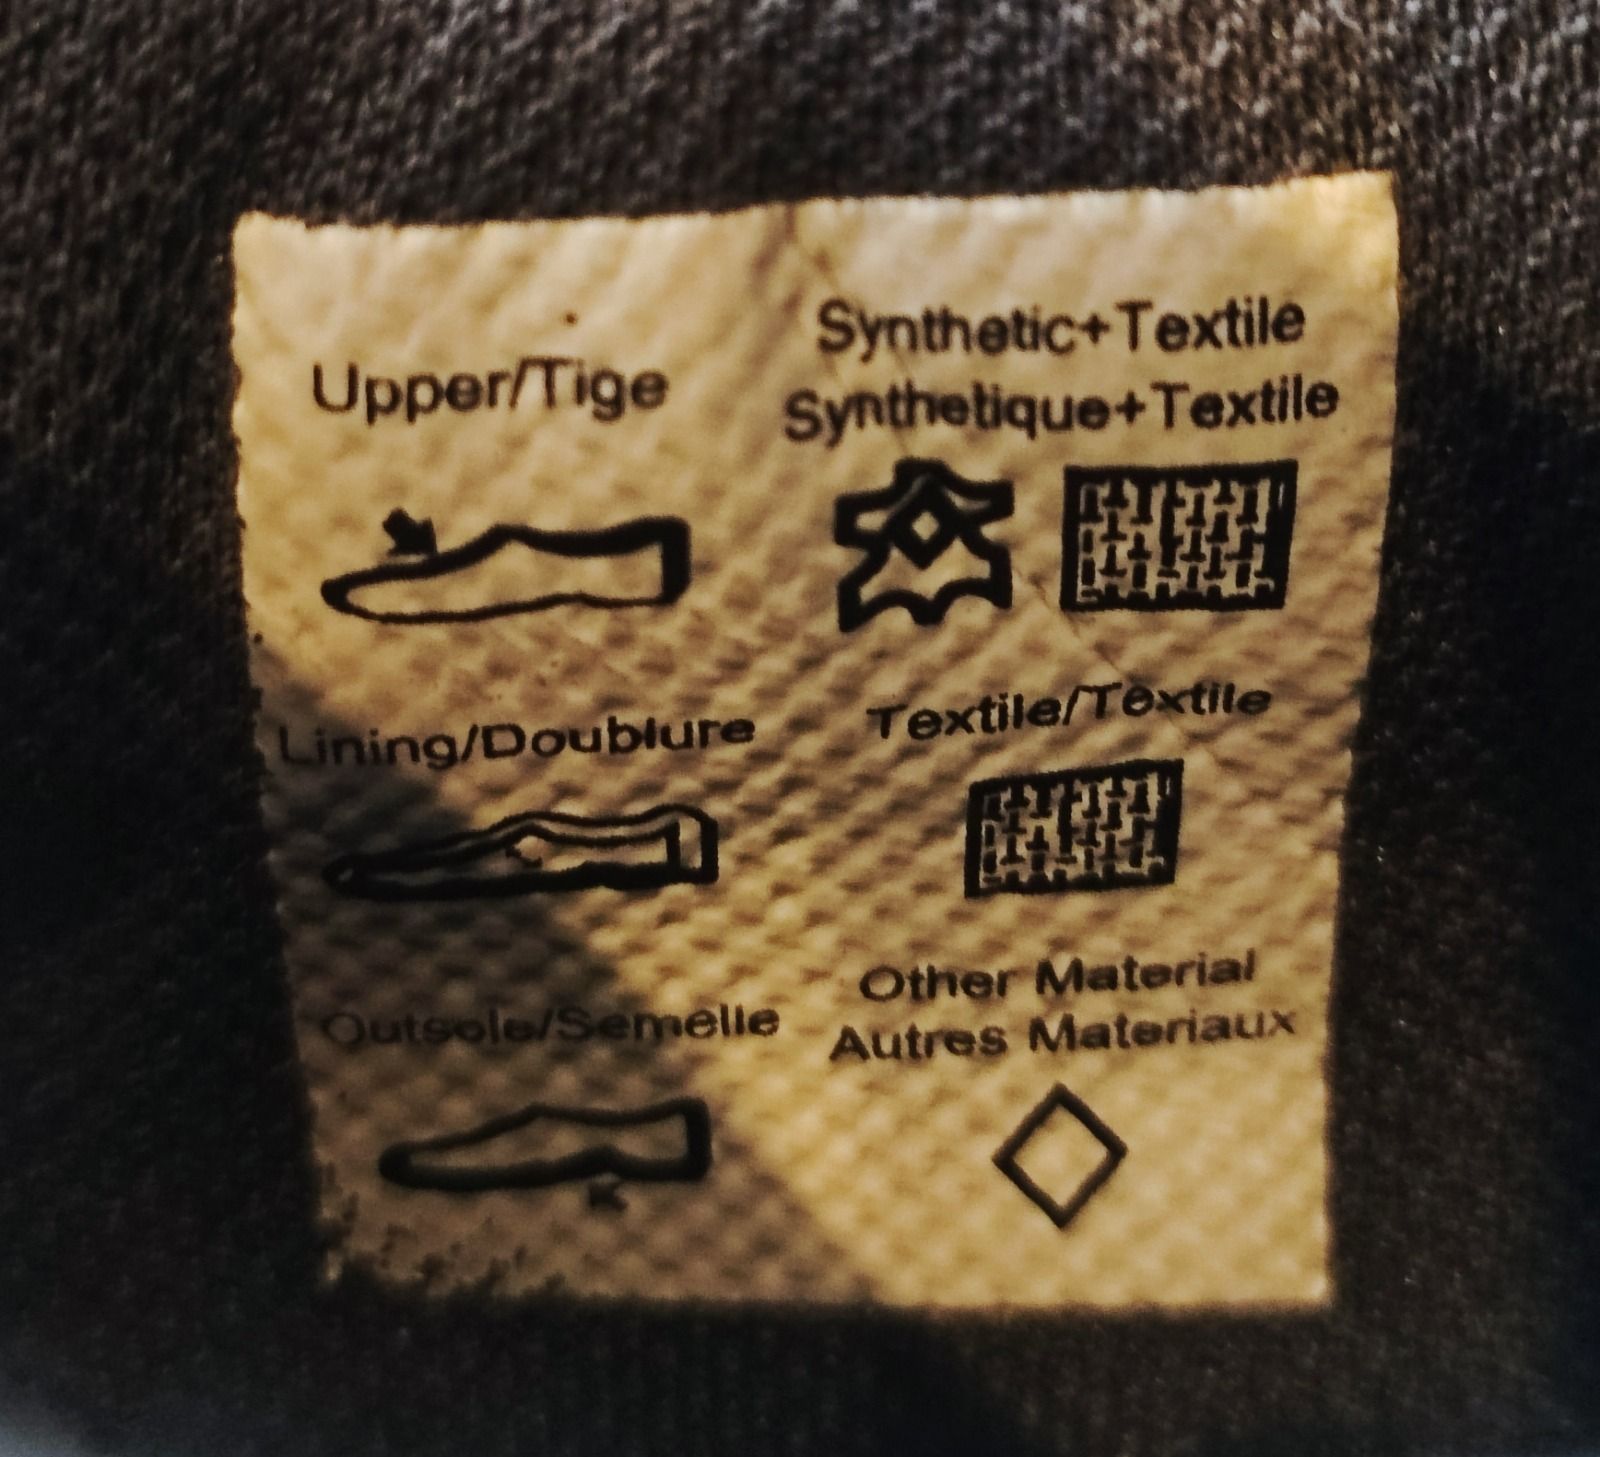 Upper/Tige
Synthetic+Textile
Synthetique+Textile
Lining/Doublure
Textile/Textile
Outsole/Semelle
Other Material
Autres Materiaux